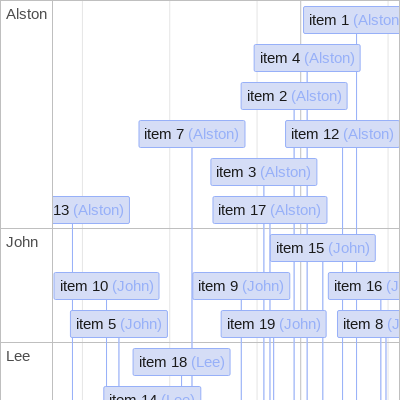 Alston
item 1 (Alston
item 4 (Alston)
item 2 (Alston)
item 7 (Alston)
item 12 (Alston)
item 3 (Alston)
13 (Alston)
item 17 (Alston)
John
item 15 (John)
item 10 (John)
item 9 (John)
item 16 (J
item 5 (John)
item 19 (John)
item 8 (J
Lee
item 18 (Lee)
item 14 (Lee)